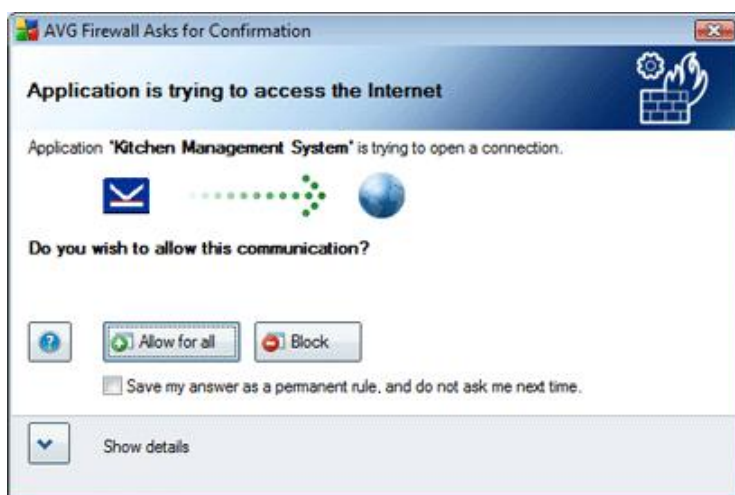 AVG Firewall Asks for Confirmation
Application is trying to access the Internet
Application "Kitchen Management System" is trying to open a connection.
Do you wish to allow this communication?
Allow for all
Block
Save my answer as a permanent rule, and do not ask me next time.
Show details